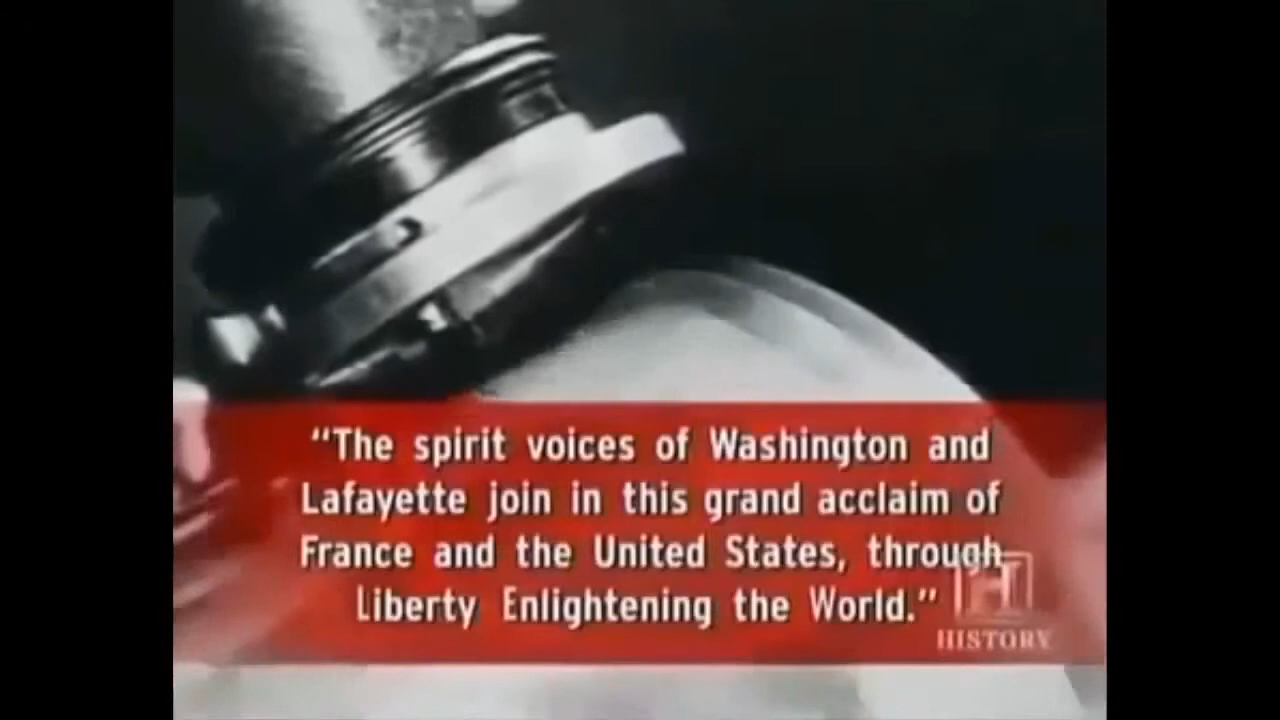 “The spirit voices of Washington and
Lafayette join in this grand acclaim of
France and the United States, through
Liberty Enlightening the World.”
H
HISTORY